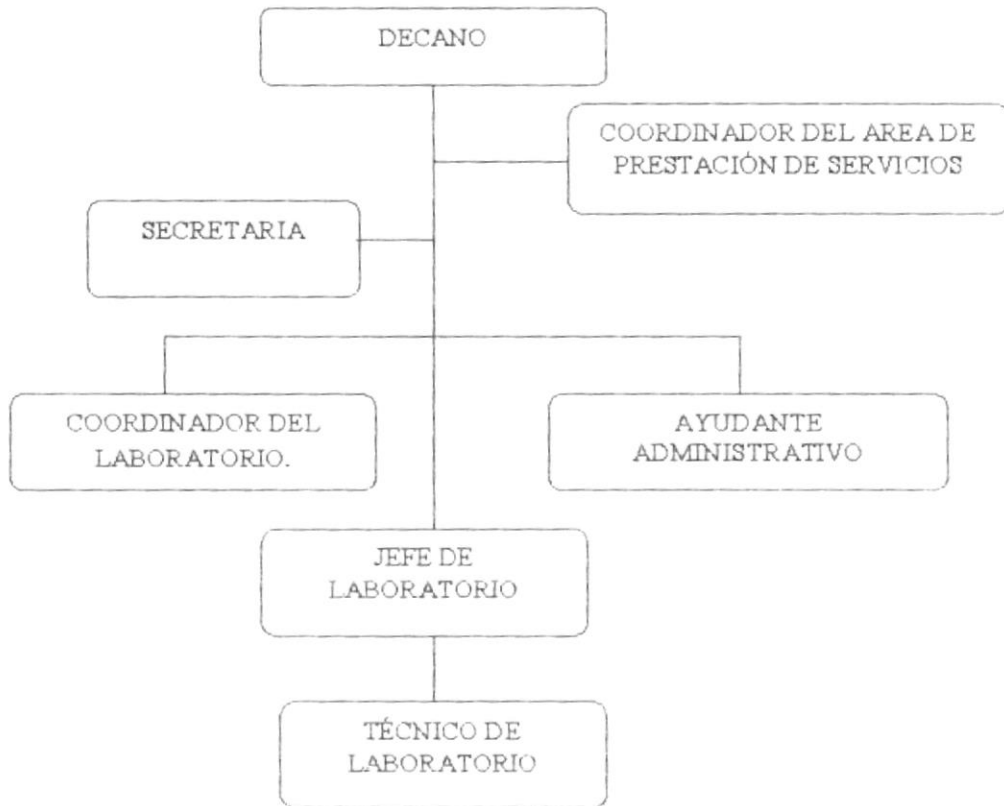 DECANO
COORDINADOR DEL AREA DE
PRESTACIÓN DE SERVICIOS
SECRETARIA
COORDINADOR DEL
LABORATORIO.
AYUDANTE
ADMINISTRATIVO
JEFE DE
LABORATORIO
TÉCNICO DE
LABORATORIO